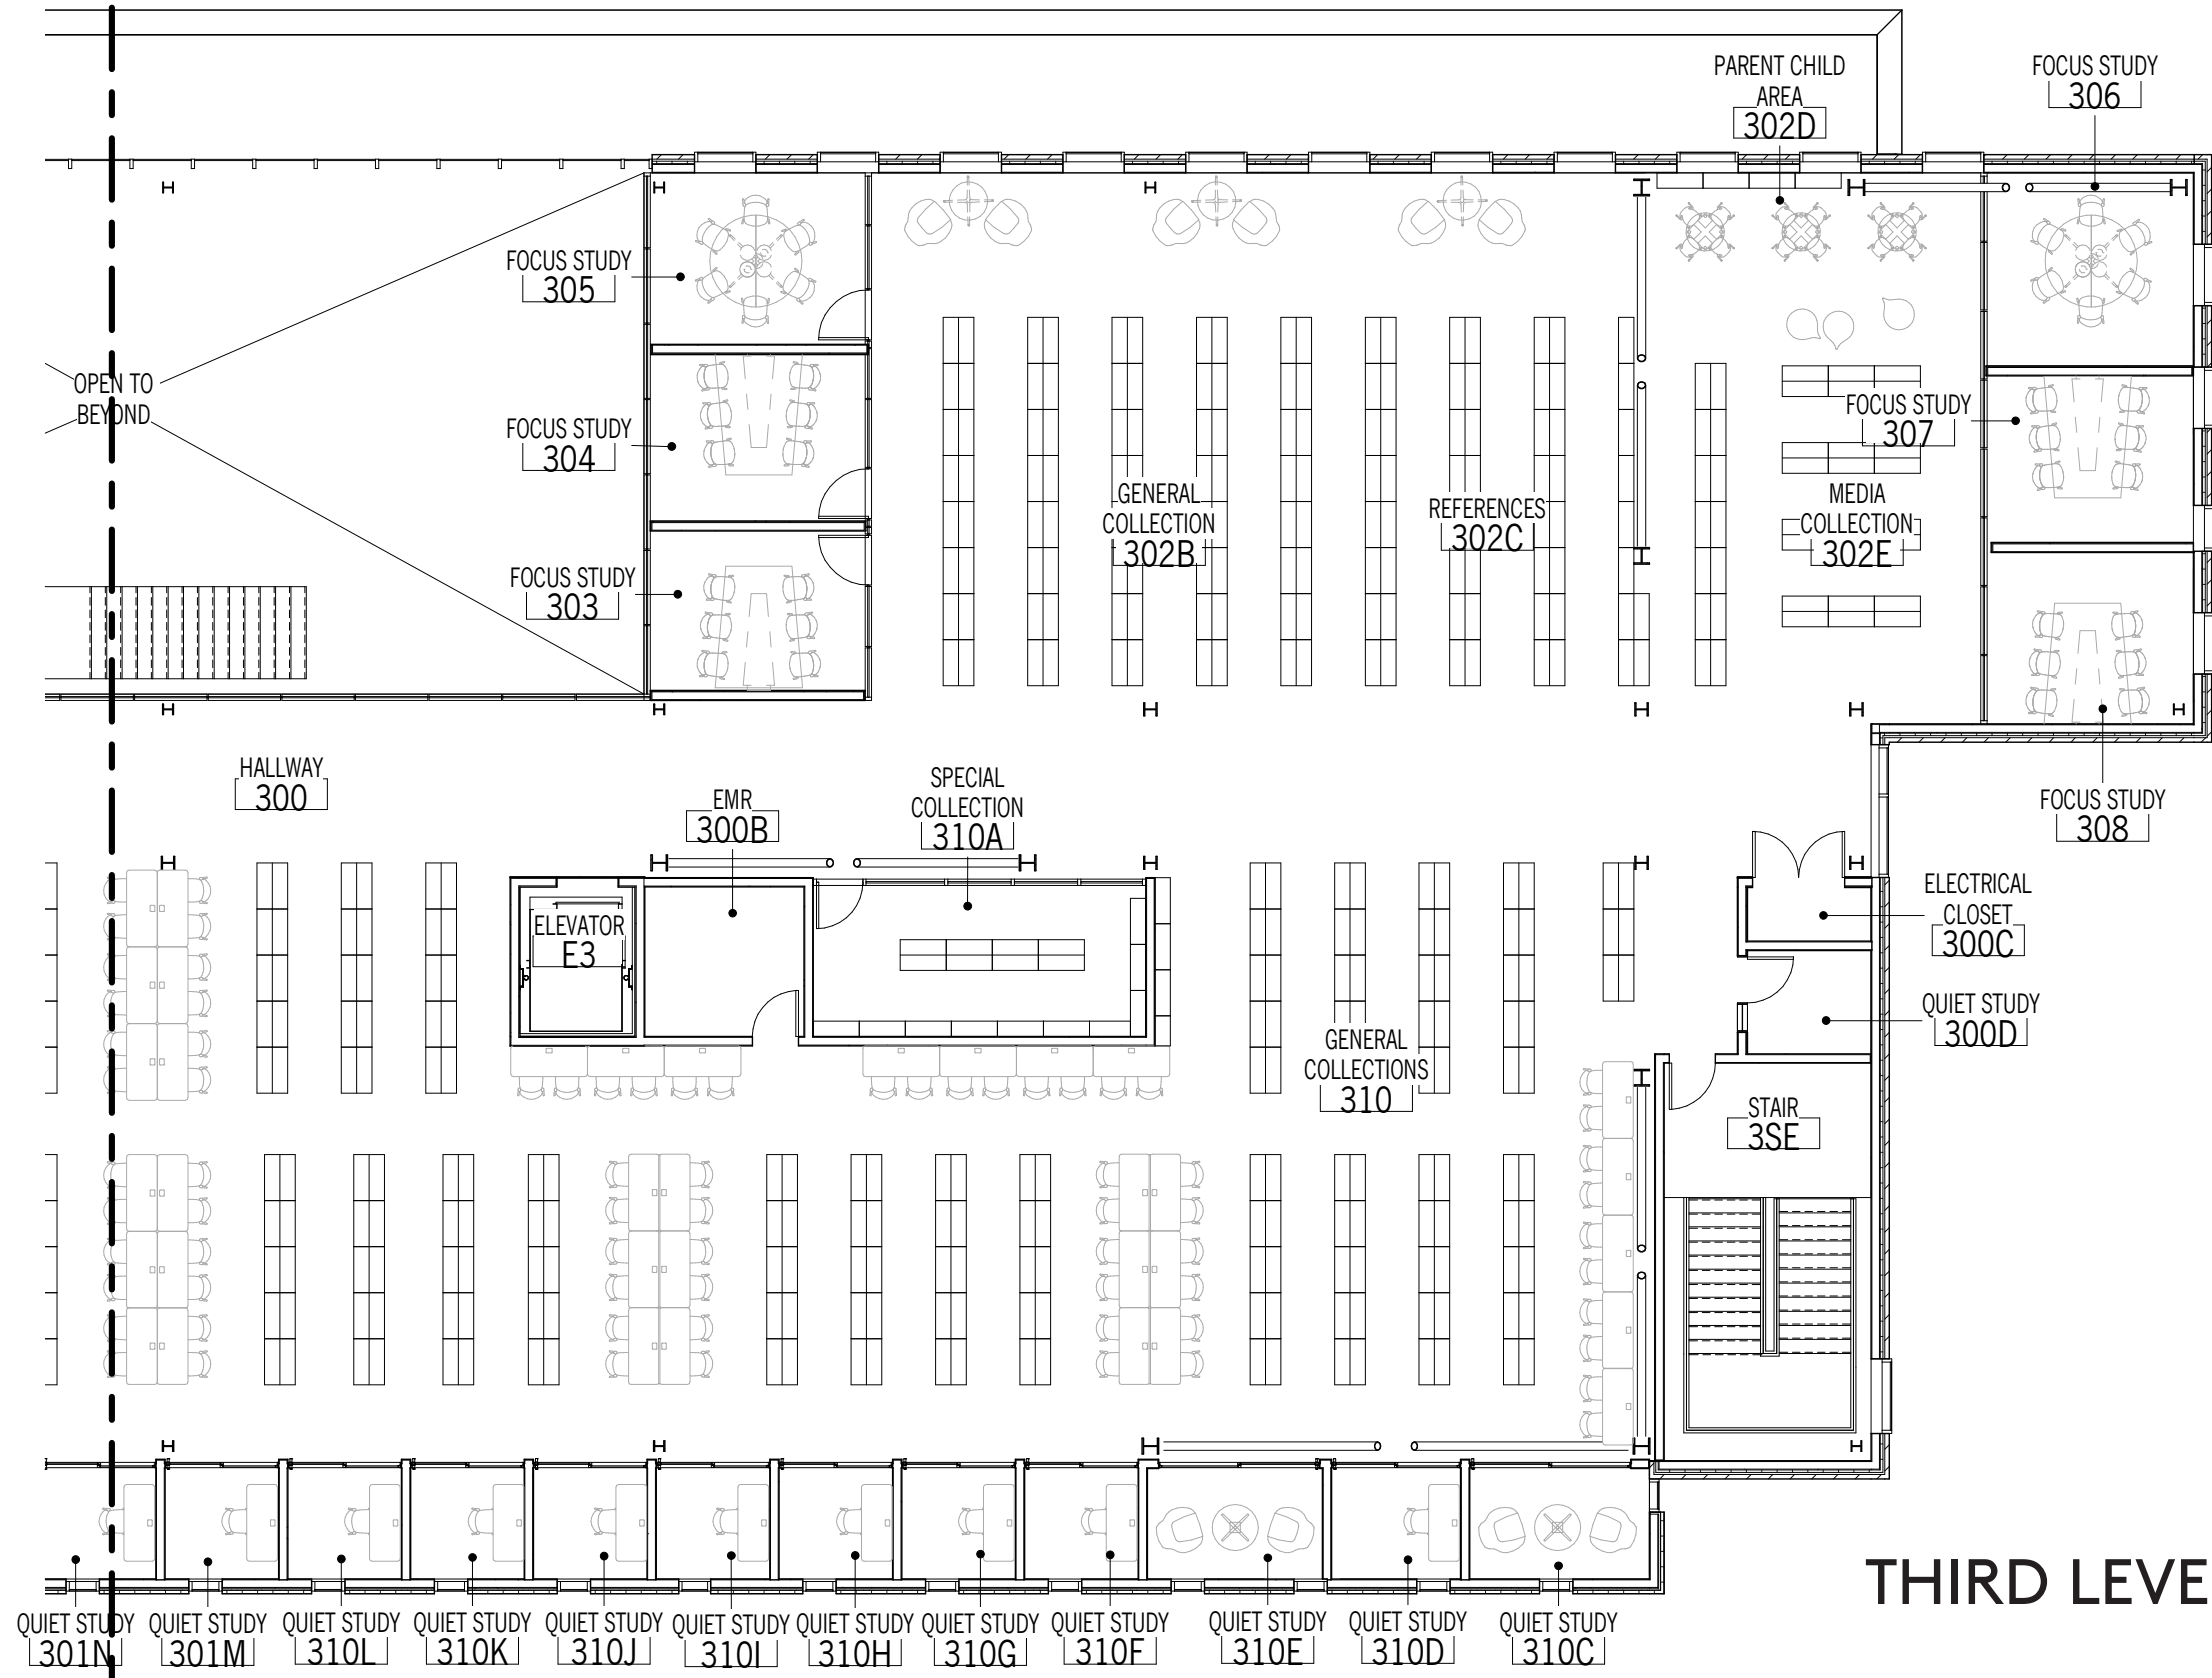 PARENT CHILD
AREA
302D
FOCUS STUDY
306
FOCUS STUDY
305
OPEN TO
BEYOND
FOCUS STUDY
304
FOCUS STUDY
307
GENERAL
COLLECTION
302B
REFERENCES
302C
MEDIA
COLLECTION
302E
FOCUS STUDY
303
HALLWAY
300
EMR
300B
SPECIAL
COLLECTION
310A
FOCUS STUDY
308
ELEVATOR
E3
ELECTRICAL
CLOSET
300C
QUIET STUDY
300D
GENERAL
COLLECTIONS
310
STAIR
3SE
THIRD LEVE
QUIET STUDY
301N
QUIET STUDY
301M
QUIET STUDY
310L
QUIET STUDY
310K
QUIET STUDY
310J
QUIET STUDY
310I
QUIET STUDY
310H
QUIET STUDY
310G
QUIET STUDY
310F
QUIET STUDY
310E
QUIET STUDY
310D
QUIET STUDY
310C